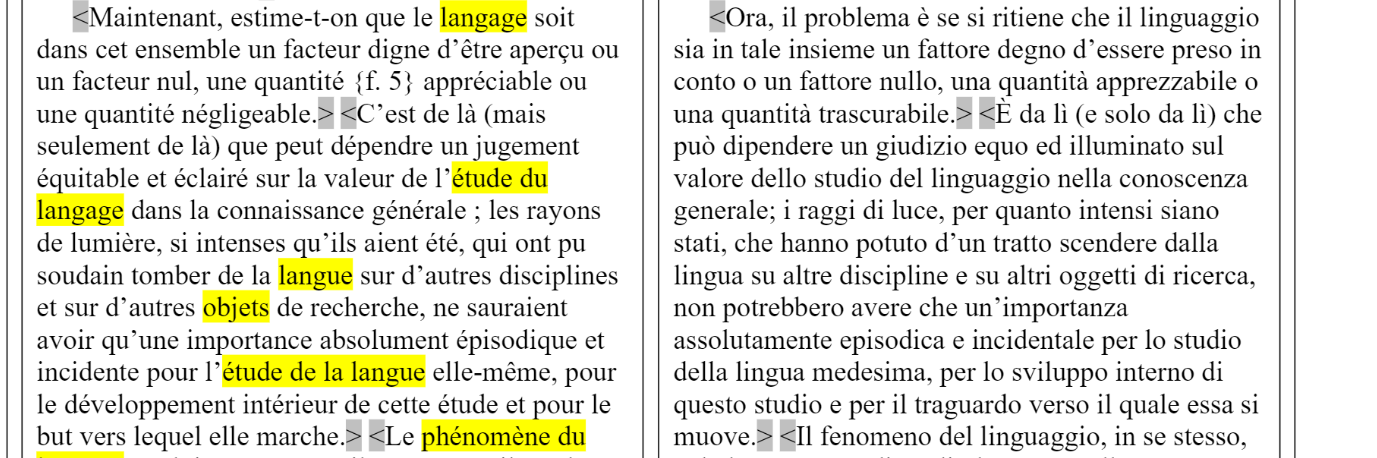 <Maintenant, estime-t-on que le langage soit
dans cet ensemble un facteur digne d’être aperçu ou
un facteur nul, une quantité {f. 5} appréciable ou
une quantité négligeable.> <C’est de là (mais
seulement de là) que peut dépendre un jugement
équitable et éclairé sur la valeur de l’étude du
langage dans la connaissance générale ; les rayons
de lumière, si intenses qu’ils aient été, qui ont pu
soudain tomber de la langue sur d’autres disciplines
et sur d’autres objets de recherche, ne sauraient
avoir qu’une importance absolument épisodique et
incidente pour l’étude de la langue elle-même, pour
le développement intérieur de cette étude et pour le
but vers lequel elle marche.> <Le phénomène du
<Ora, il problema è se si ritiene che il linguaggio
sia in tale insieme un fattore degno d’essere preso in
conto o un fattore nullo, una quantità apprezzabile o
una quantità trascurabile.> <È da lì (e solo da lì) che
può dipendere un giudizio equo ed illuminato sul
valore dello studio del linguaggio nella conoscenza
generale; i raggi di luce, per quanto intensi siano
stati, che hanno potuto d’un tratto scendere dalla
lingua su altre discipline e su altri oggetti di ricerca,
non potrebbero avere che un’importanza
assolutamente episodica e incidentale per lo studio
della lingua medesima, per lo sviluppo interno di
questo studio e per il traguardo verso il quale essa si
muove.> <Il fenomeno del linguaggio, in se stesso,